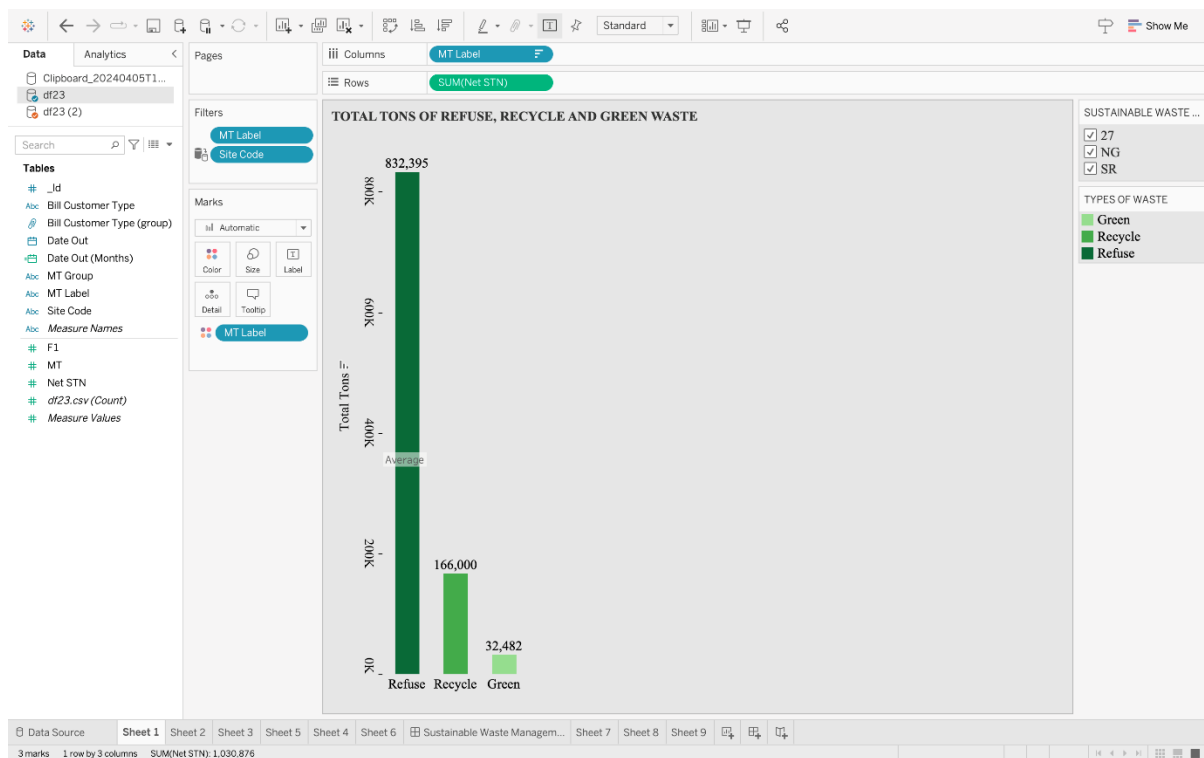 Standard
Show Me
Data
Analytics
Clipboard_20240405T1...
df23
df23 (2)
Search
Tables
_Id
Abc Bill Customer Type
Bill Customer Type (group)
Date Out
Date Out (Months)
Abc MT Group
Abc MT Label
Abc Site Code
Abc Measure Names
F1
MT
Net STN
df23.csv (Count)
Measure Values
Pages
Filters
MT Label
Site Code
Marks
Automatic
Color Size Label
Detail Tooltip
MT Label
Columns
MT Label
Rows
SUM(Net STN)
TOTAL TONS OF REFUSE, RECYCLE AND GREEN WASTE
832,395
800K
600K
Total Tons
400K
Average
200K
166,000
32,482
0K
Refuse Recycle Green
SUSTAINABLE WASTE ...
27
NG
SR
TYPES OF WASTE
Green
Recycle
Refuse
Data Source Sheet 1 Sheet 2 Sheet 3 Sheet 5 Sheet 4 Sheet 6 Sustainable Waste Managem... Sheet 7 Sheet 8 Sheet 9
3 marks 1 row by 3 columns SUM(Net STN): 1,030,876